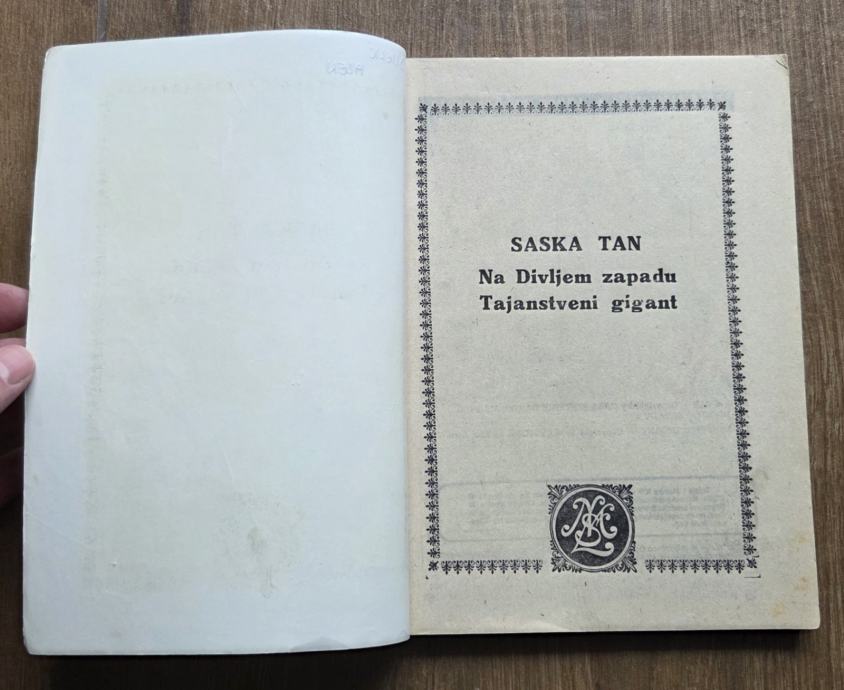 SASKA TAN
Na Divljem zapadu
Tajanstveni gigant